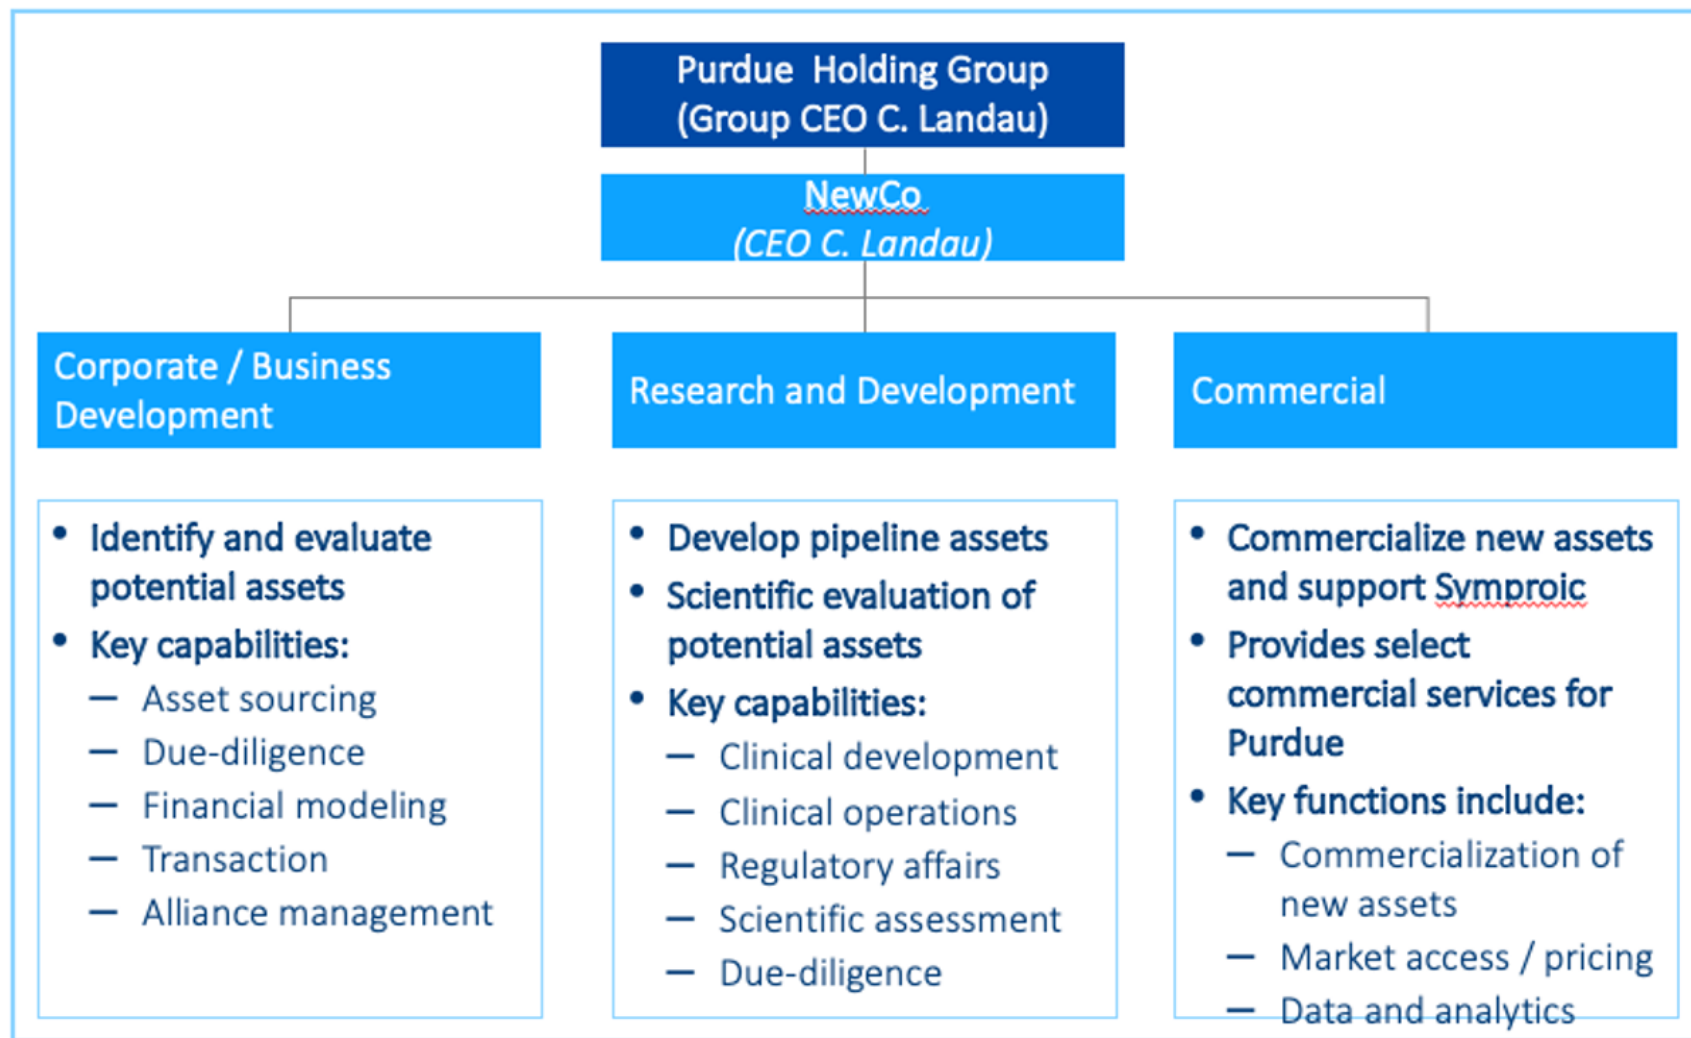 Purdue  Holding Group
(Group CEO C. Landau)
NewCo
(CEO C. Landau)
Corporate / Business
Development
Research and Development
Commercial
• Identify and evaluate
potential assets
• Key capabilities:
— Asset sourcing
— Due-diligence
— Financial modeling
— Transaction
— Alliance management
• Develop pipeline assets
• Scientific evaluation of
potential assets
• Key capabilities:
— Clinical development
— Clinical operations
— Regulatory affairs
— Scientific assessment
— Due-diligence
• Commercialize new assets
and support Symproic
• Provides select
commercial services for
Purdue
• Key functions include:
— Commercialization of
new assets
— Market access / pricing
— Data and analytics